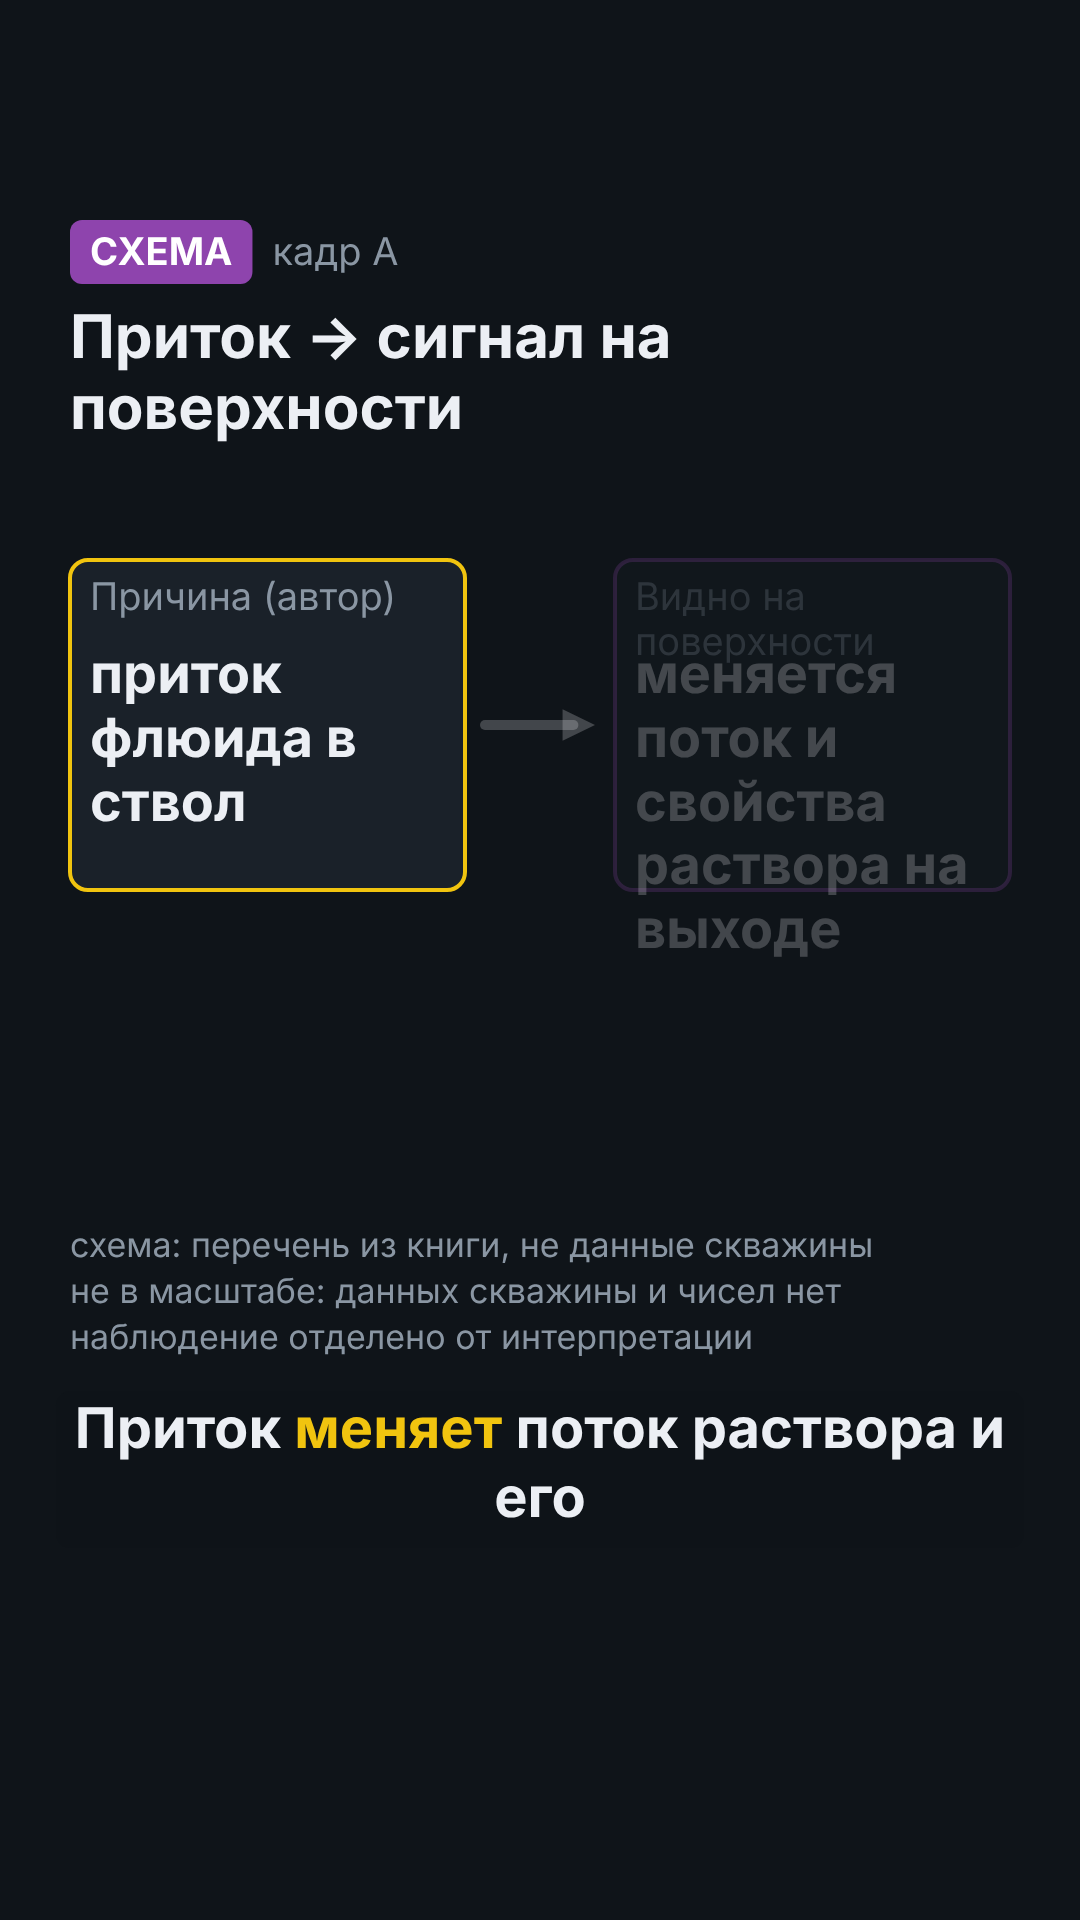 СХЕМА кадр А
Приток → сигнал на
поверхности
Причина (автор)
приток
флюида в
ствол
Видно на
поверхности
меняется
поток и
свойства
раствора на
выходе
схема: перечень из книги, не данные скважины
не в масштабе: данных скважины и чисел нет
наблюдение отделено от интерпретации
Приток меняет поток раствора и
его